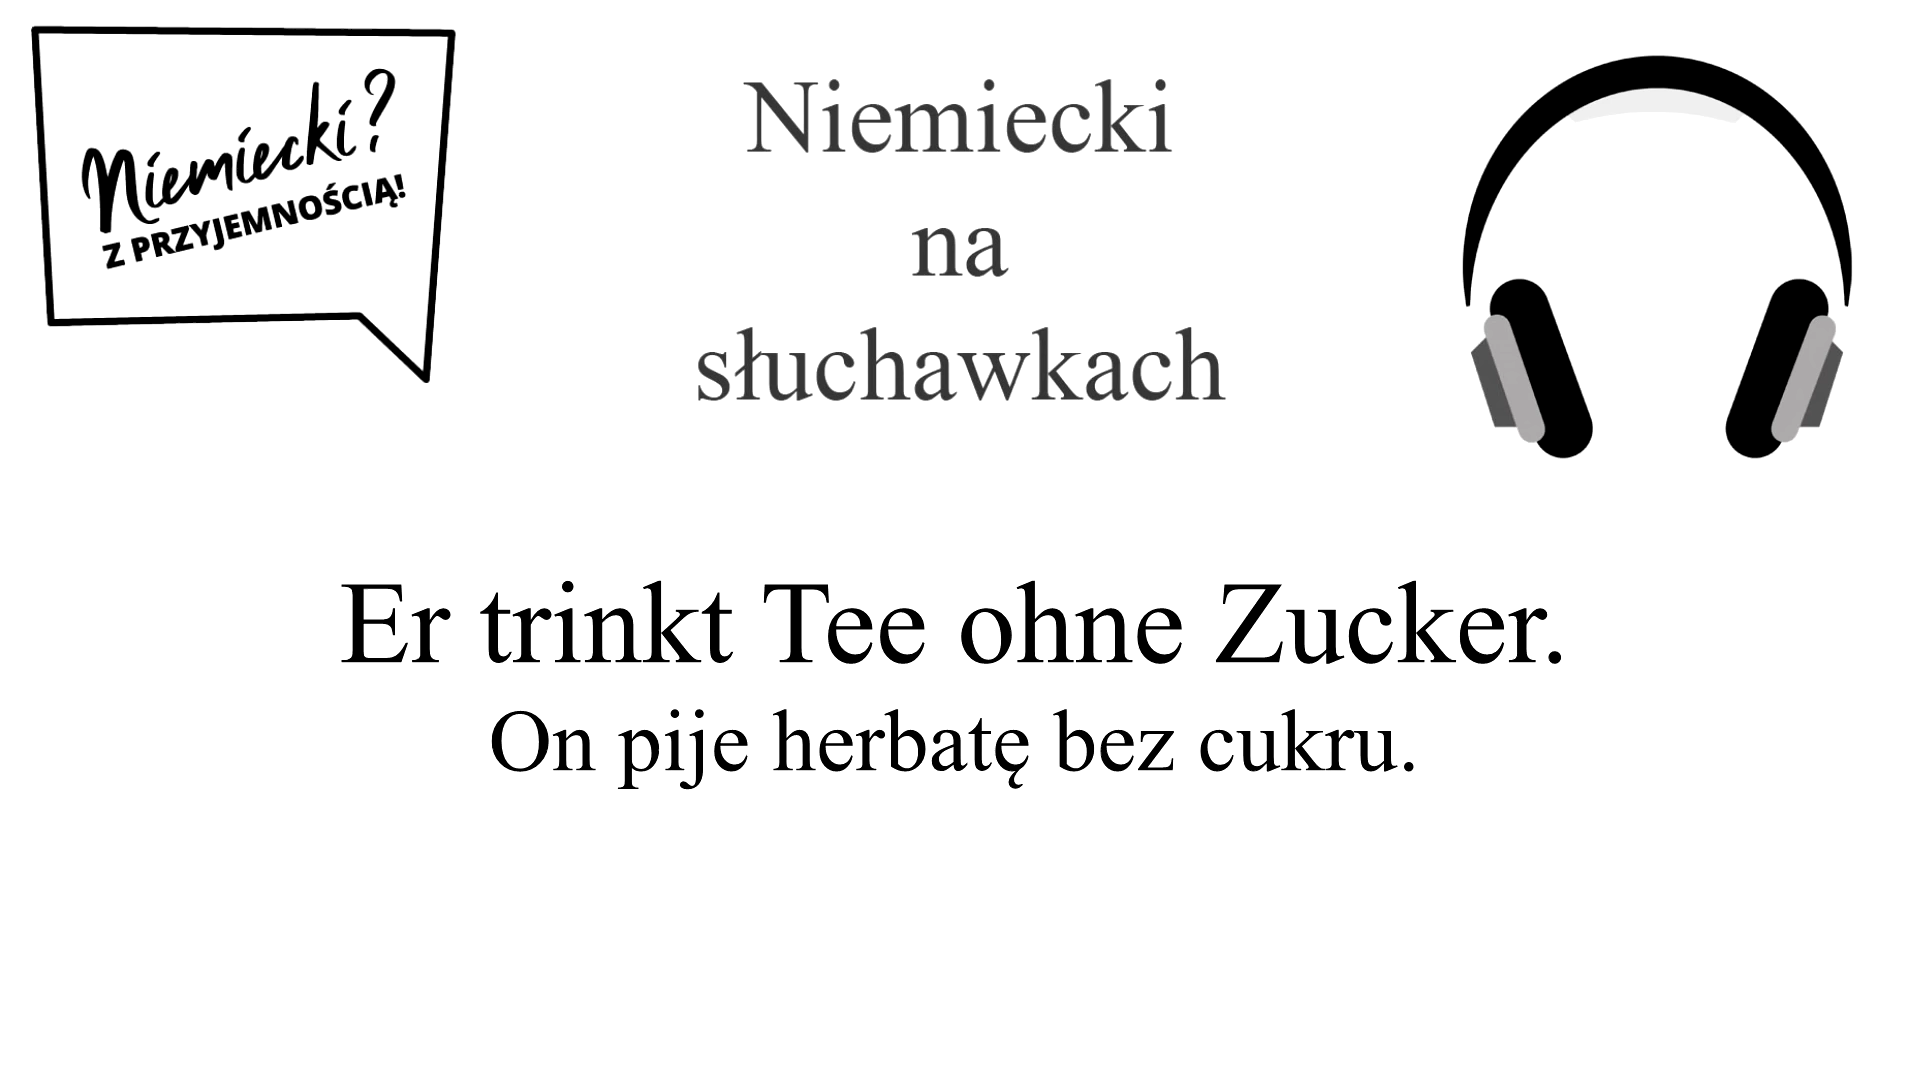 Niemiecki?
Z PRZYJEMNOŚCIĄ!
Niemiecki
na
słuchawkach
Er trinkt Tee ohne Zucker.
On pije herbatę bez cukru.